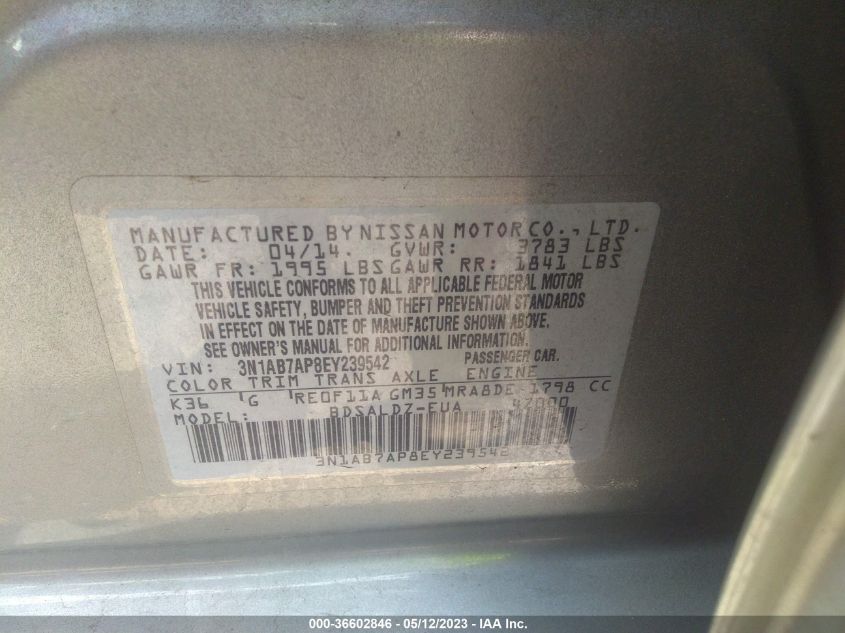 MANUFACTURED BY NISSAN MOTOR CO., LTD.
DATE: 04/14. GVWR: 3783 LBS
GAWR FR: 1995 LBS GAWR RR: 1841 LBS
THIS VEHICLE CONFORMS TO ALL APPLICABLE FEDERAL MOTOR
VEHICLE SAFETY, BUMPER AND THEFT PREVENTION STANDARDS
IN EFFECT ON THE DATE OF MANUFACTURE SHOWN ABOVE.
SEE OWNER'S MANUAL FOR ADDITIONAL INFORMATION.
VIN: 3N1AB7AP8EY239542 PASSENGER CAR.
COLOR TRIM TRANS AXLE ENGINE
K36 G RE0F11A GM35 MRA8DE 1798 CC
MODEL: BDSALDZ-EUA
3N1AB7AP8EY239542
000-36602846 - 05/12/2023 - IAA Inc.